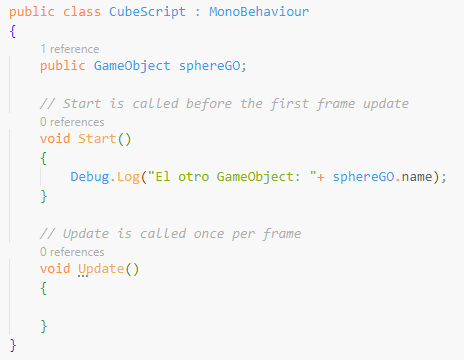 public class CubeScript : MonoBehaviour
{
1 reference
public GameObject sphereGO;
// Start is called before the first frame update
0 references
void Start()
{
Debug.Log("El otro GameObject: "+ sphereGO.name);
}
// Update is called once per frame
0 references
void Update()
{
}
}